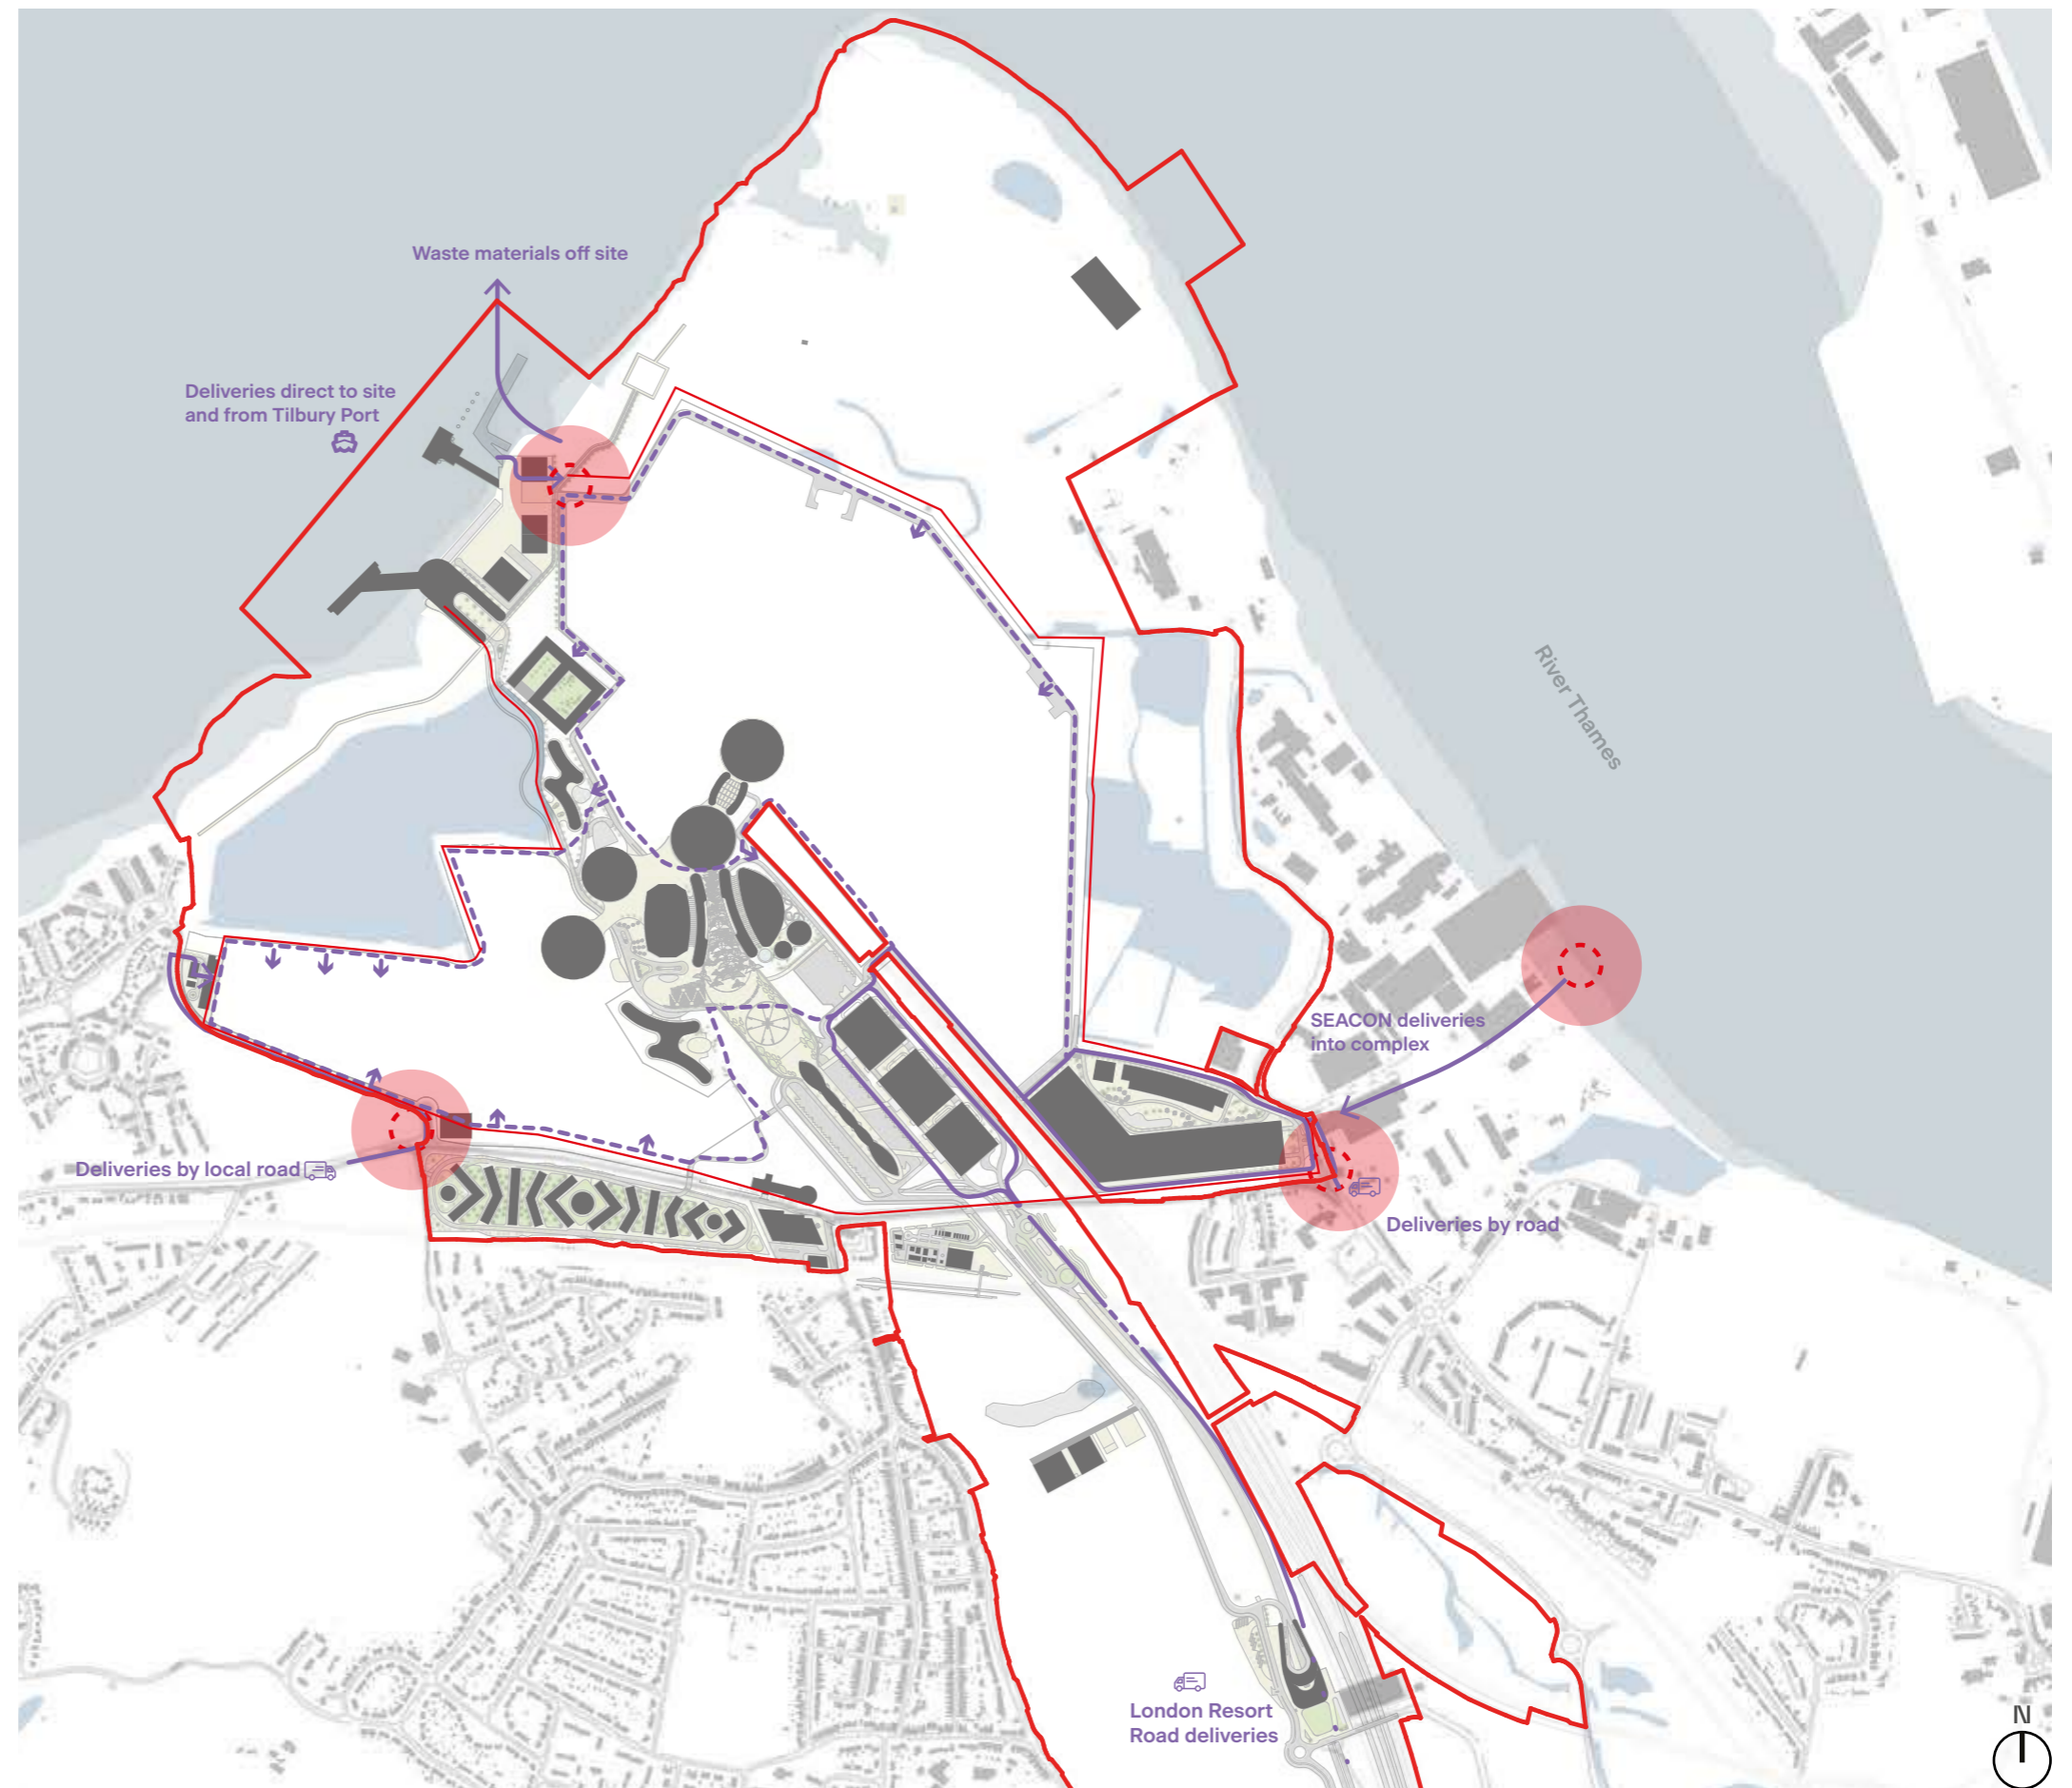 Waste materials off site
Deliveries direct to site
and from Tilbury Port
River Thames
SEACON deliveries
into complex
Deliveries by local road
Deliveries by road
London Resort
Road deliveries
N